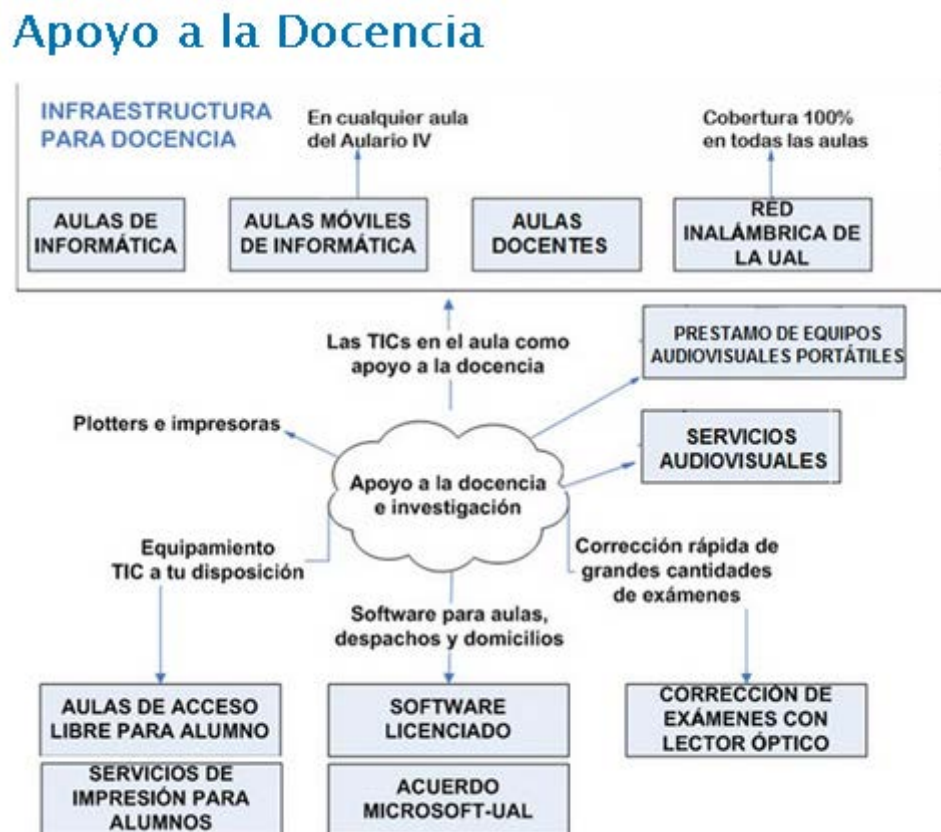 Apoyo a la Docencia
INFRAESTRUCTURA
PARA DOCENCIA
En cualquier aula
del Aulario IV
Cobertura 100%
en todas las aulas
AULAS DE
INFORMÁTICA
AULAS MÓVILES
DE INFORMÁTICA
AULAS
DOCENTES
RED
INALÁMBRICA DE
LA UAL
Las TICs en el aula como
apoyo a la docencia
PRESTAMO DE EQUIPOS
AUDIOVISUALES PORTÁTILES
Plotters e impresoras
SERVICIOS
AUDIOVISUALES
Apoyo a la docencia
e investigación
Equipamiento
TIC a tu disposición
Corrección rápida de
grandes cantidades
de exámenes
Software para aulas,
despachos y domicilios
AULAS DE ACCESO
LIBRE PARA ALUMNO
SOFTWARE
LICENCIADO
CORRECCIÓN DE
EXÁMENES CON
LECTOR ÓPTICO
SERVICIOS DE
IMPRESIÓN PARA
ALUMNOS
ACUERDO
MICROSOFT-UAL